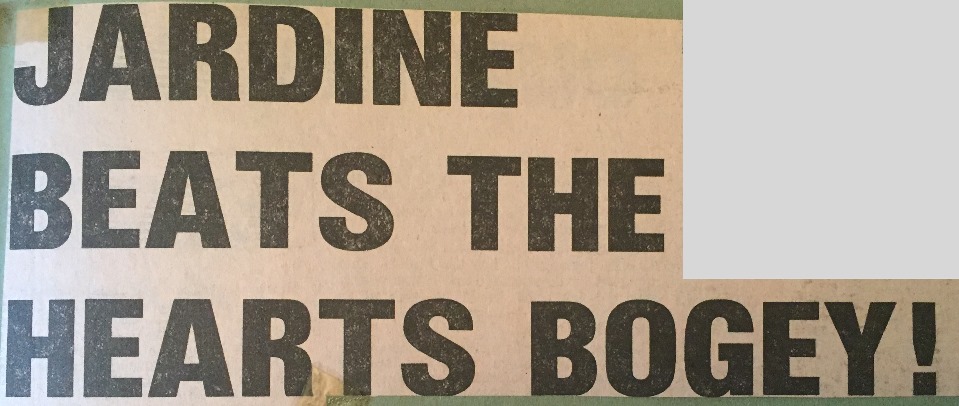 JARDINE
BEATS THE
HEARTS BOGEY!